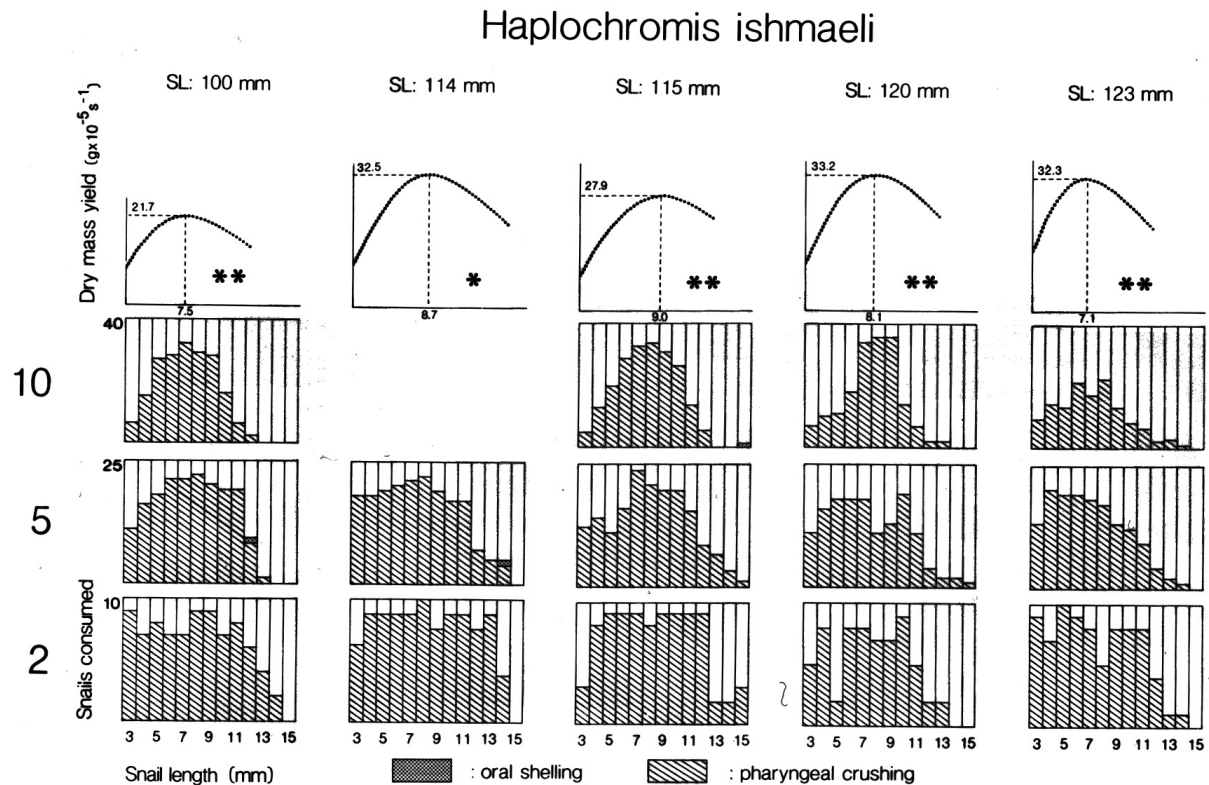 Haplochromis ishmaeli
SL: 100 mm
SL: 114 mm
SL: 115 mm
SL: 120 mm
SL: 123 mm
Dry mass yield (gx10-5s-1)
21.7
32.5
27.9
33.2
32.3
**
*
**
**
**
7.5
8.7
9.0
8.1
7.1
10
40
5
25
2
10
Snails consumed
3 5 7 9 11 13 15
3 5 7 9 11 13 15
3 5 7 9 11 13 15
3 5 7 9 11 13 15
3 5 7 9 11 13 15
Snail length (mm)
: oral shelling
: pharyngeal crushing